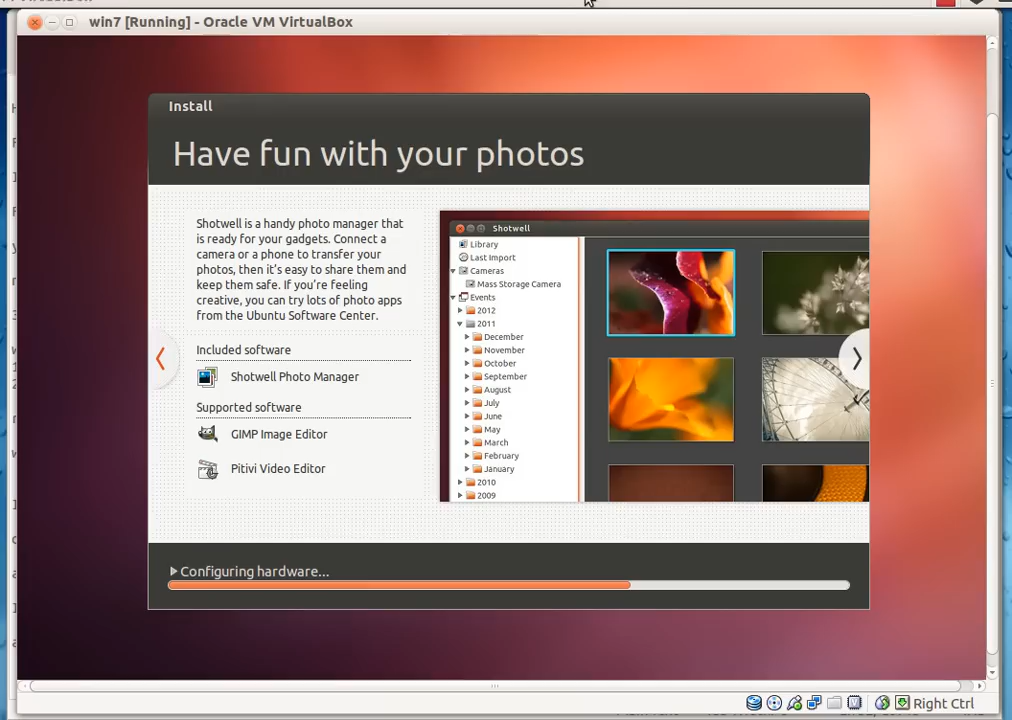 win7 [Running] - Oracle VM VirtualBox
Install
Have fun with your photos
Shotwell is a handy photo manager that
is ready for your gadgets. Connect a
camera or a phone to transfer your
photos, then it's easy to share them and
keep them safe. If you're feeling
creative, you can try lots of photo apps
from the Ubuntu Software Center.
Included software
Shotwell Photo Manager
Supported software
GIMP Image Editor
Pitivi Video Editor
Shotwell
Library
Last Import
Cameras
Mass Storage Camera
Events
2012
2011
December
November
October
September
August
July
June
May
March
February
January
2010
2009
Configuring hardware...
Right Ctrl